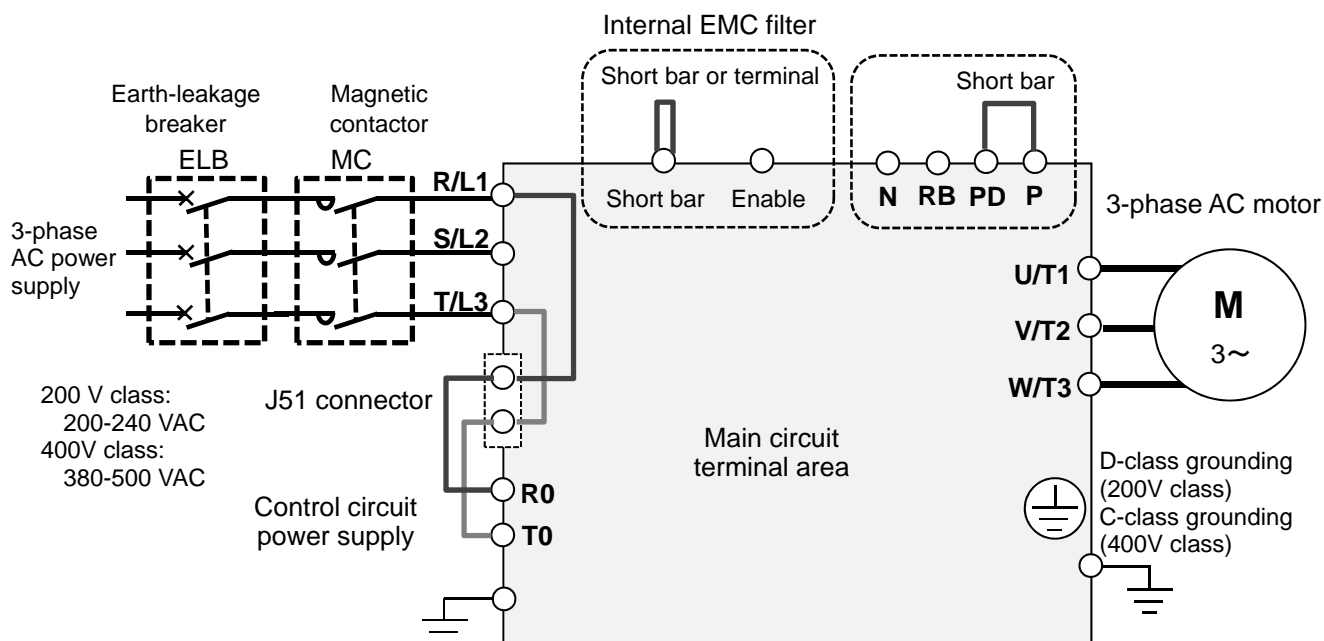 Internal EMC filter
Short bar or terminal
Short bar
Earth-leakage
breaker
ELB
Magnetic
contactor
MC
Short bar
Enable
N
RB
PD
P
R/L1
S/L2
T/L3
3-phase
AC power
supply
3-phase AC motor
U/T1
V/T2
W/T3
M
3~
200 V class:
200-240 VAC
400V class:
380-500 VAC
J51 connector
Main circuit
terminal area
Control circuit
power supply
R0
T0
D-class grounding
(200V class)
C-class grounding
(400V class)